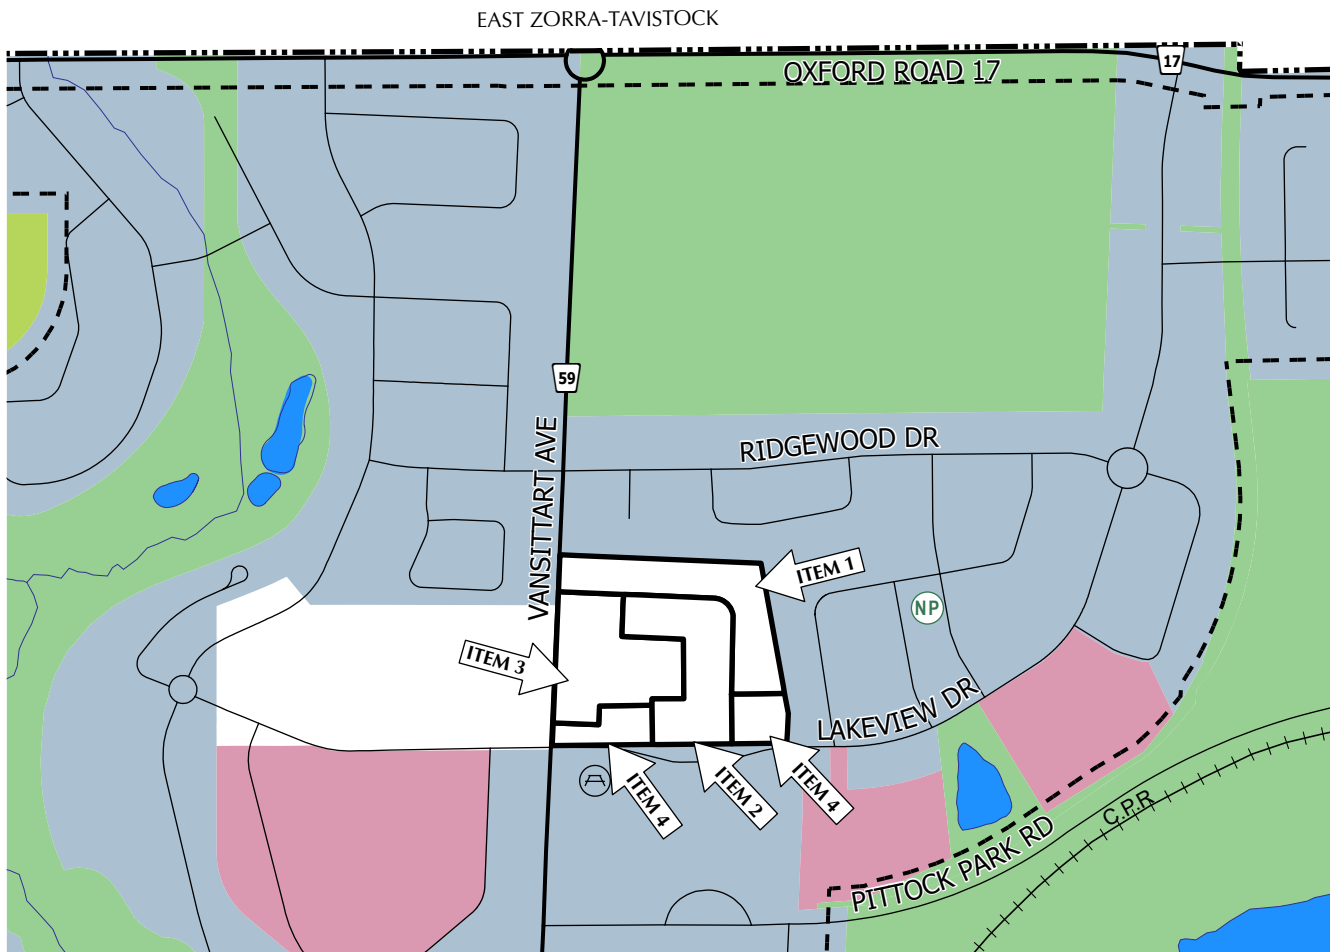 EAST ZORRA-TAVISTOCK
17
OXFORD ROAD 17
59
VANSITTART AVE
RIDGEWOOD DR
ITEM 1
NP
ITEM 3
LAKEVIEW DR
ITEM 4
ITEM 2
ITEM 4
C.P.R
PITTOCK PARK RD